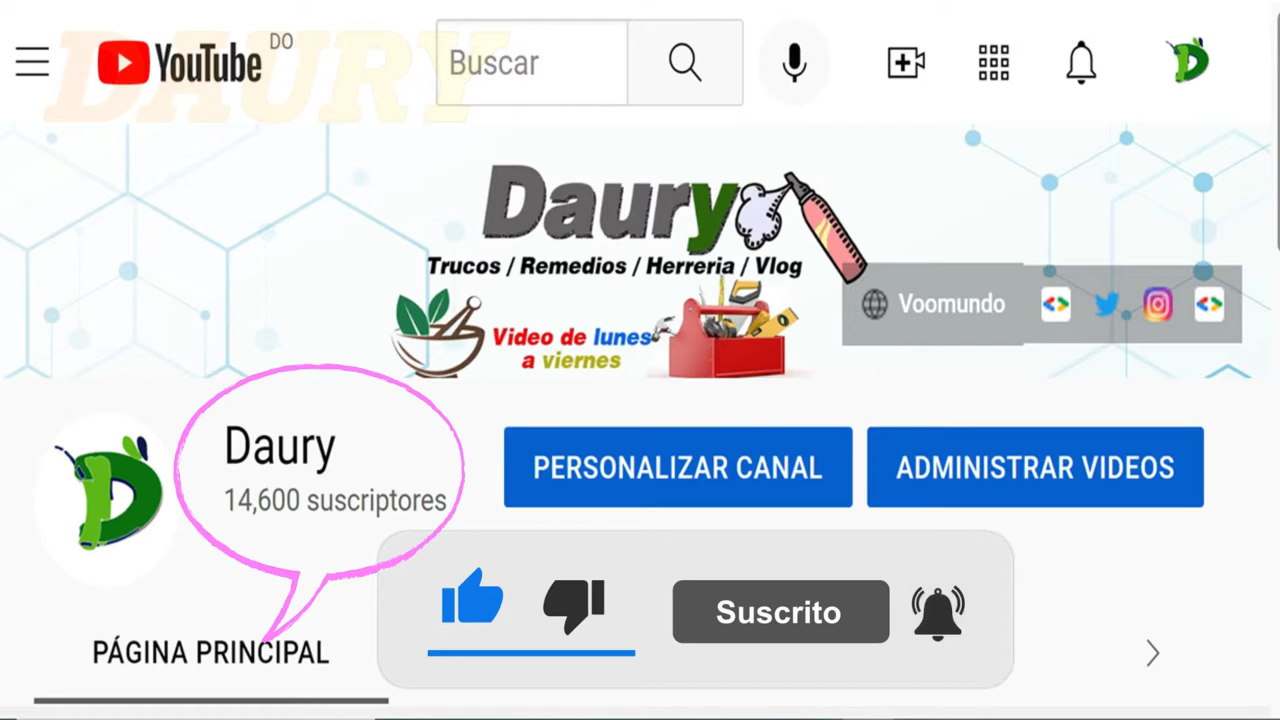 DAURY
YouTube DO
Buscar
Daury
Trucos / Remedios / Herreria / Vlog
Voomundo
Video de lunes
a viernes
Daury
14,600 suscriptores
PERSONALIZAR CANAL
ADMINISTRAR VIDEOS
Suscrito
PÁGINA PRINCIPAL